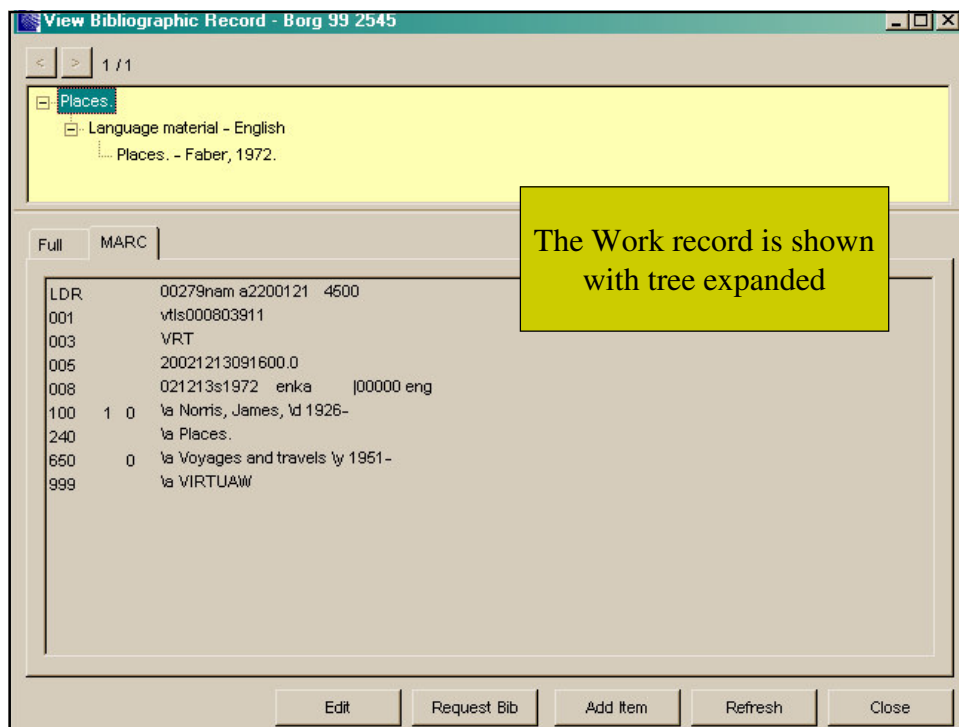 View Bibliographic Record - Borg 99 2545
< > 1 / 1
Places.
Language material - English
Places. - Faber, 1972.
The Work record is shown
with tree expanded
Full MARC
LDR 00279nam a2200121 4500
001 vtls000803911
003 VRT
005 20021213091600.0
008 021213s1972 enka |00000 eng
100 1 0 \a Norris, James, \d 1926-
240 \a Places.
650 0 \a Voyages and travels \y 1951-
999 \a VIRTUAW
Edit Request Bib Add Item Refresh Close